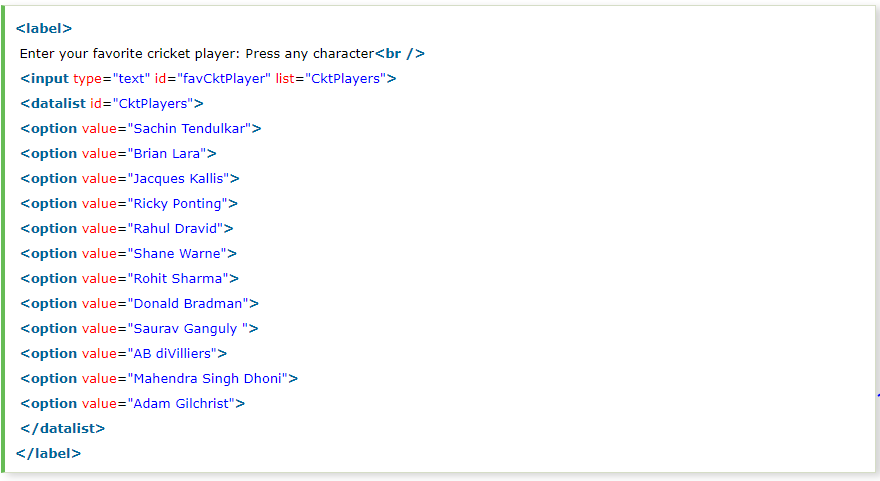 <label>
Enter your favorite cricket player: Press any character<br />
<input type="text" id="favCktPlayer" list="CktPlayers">
<datalist id="CktPlayers">
<option value="Sachin Tendulkar">
<option value="Brian Lara">
<option value="Jacques Kallis">
<option value="Ricky Ponting">
<option value="Rahul Dravid">
<option value="Shane Warne">
<option value="Rohit Sharma">
<option value="Donald Bradman">
<option value="Saurav Ganguly ">
<option value="AB diVilliers">
<option value="Mahendra Singh Dhoni">
<option value="Adam Gilchrist">
</datalist>
</label>